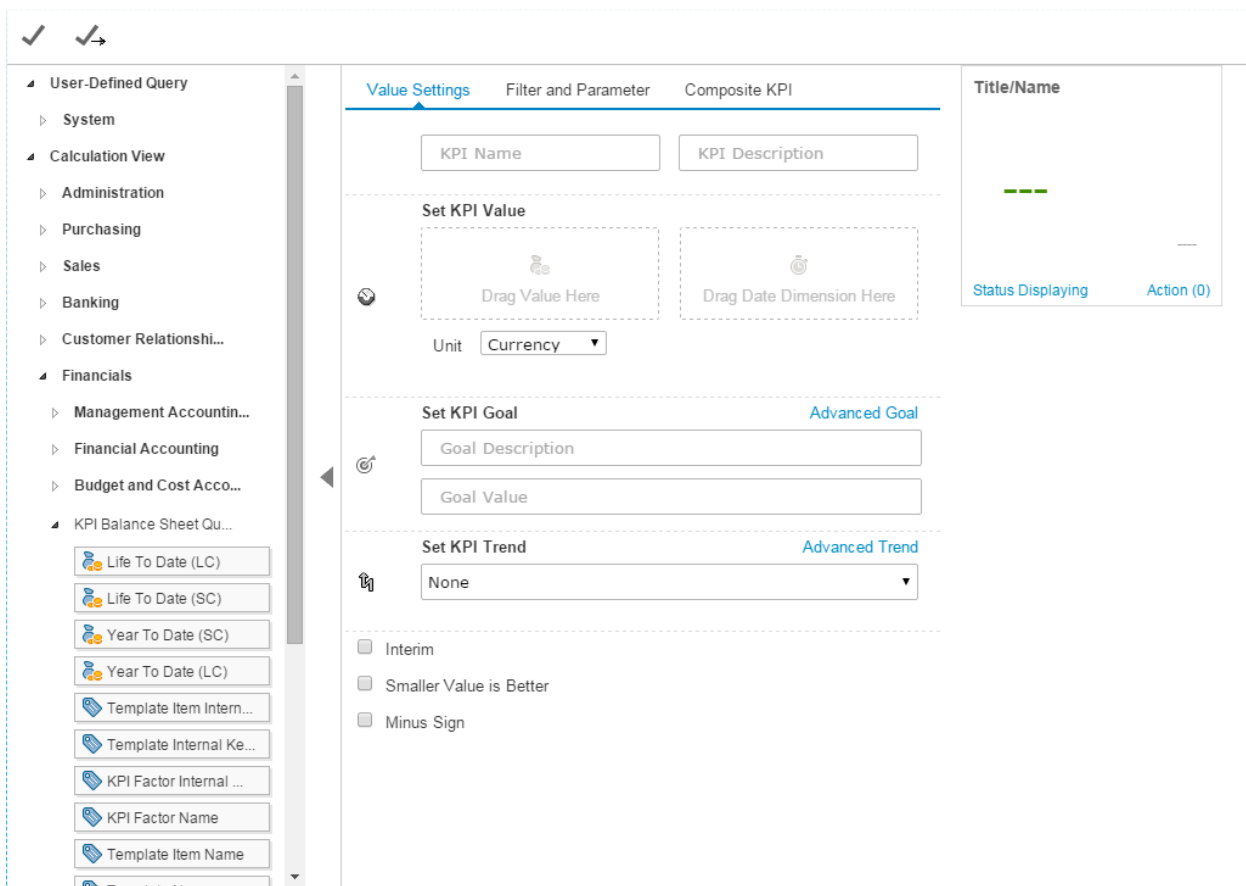 User-Defined Query
System
Calculation View
Administration
Purchasing
Sales
Banking
Customer Relationshi...
Financials
Management Accountin...
Financial Accounting
Budget and Cost Acco...
KPI Balance Sheet Qu...
Life To Date (LC)
Life To Date (SC)
Year To Date (SC)
Year To Date (LC)
Template Item Intern...
Template Internal Ke...
KPI Factor Internal ...
KPI Factor Name
Template Item Name
Value Settings Filter and Parameter Composite KPI
KPI Name KPI Description
Set KPI Value
Drag Value Here Drag Date Dimension Here
Unit Currency
Set KPI Goal Advanced Goal
Goal Description
Goal Value
Set KPI Trend Advanced Trend
None
Interim
Smaller Value is Better
Minus Sign
Title/Name
---
Status Displaying Action (0)